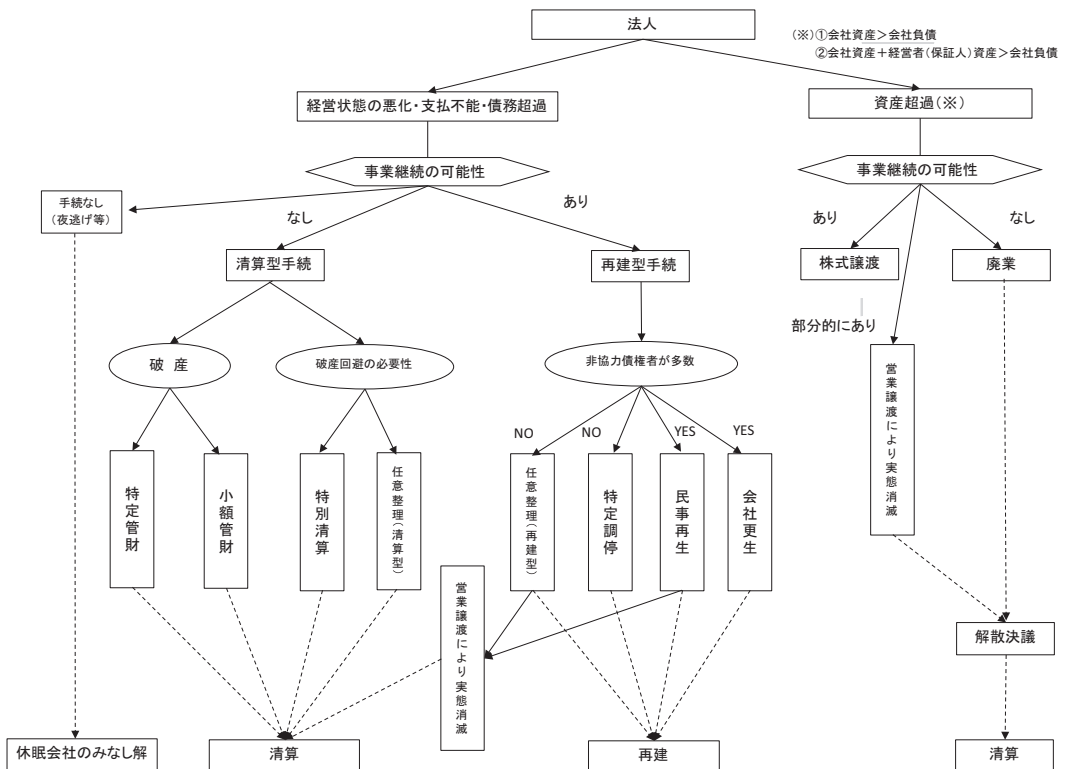 法人
(※)①会社資産＞会社負債
②会社資産＋経営者(保証人)資産＞会社負債
経営状態の悪化・支払不能・債務超過
資産超過(※)
事業継続の可能性
事業継続の可能性
手続なし
(夜逃げ等)
なし
あり
あり
なし
清算型手続
再建型手続
株式譲渡
廃業
部分的にあり
破 産
破産回避の必要性
非協力債権者が多数
営業譲渡により実態消滅
NO
NO
YES
YES
特定管財
小額管財
特別清算
任意整理(清算型)
任意整理(再建型)
特定調停
民事再生
会社更生
営業譲渡により実態消滅
解散決議
休眠会社のみなし解
清算
再建
清算